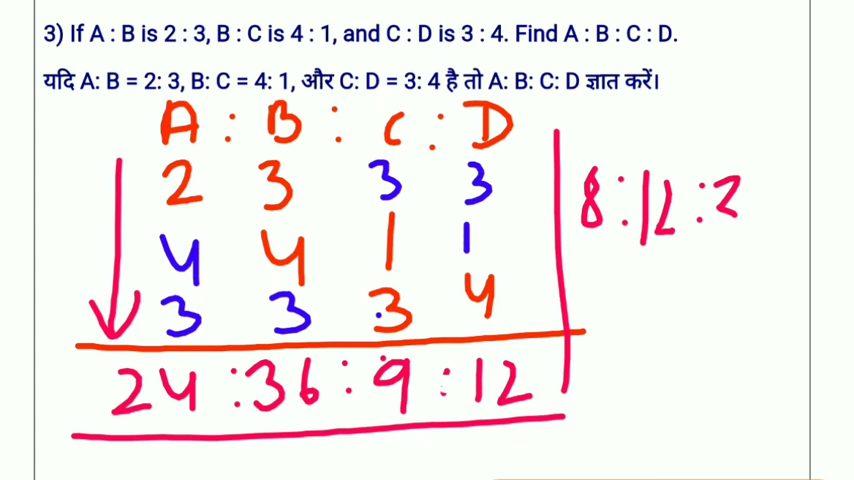 3) If A : B is 2 : 3, B : C is 4 : 1, and C : D is 3 : 4. Find A : B : C : D.
यदि A: B = 2: 3, B: C = 4: 1, और C: D = 3: 4 है तो A: B: C: D ज्ञात करें।
A : B : C : D
2 3 3 3
4 4 1 1
3 3 3 4
24 : 36 : 9 : 12
8 : 12 : 3